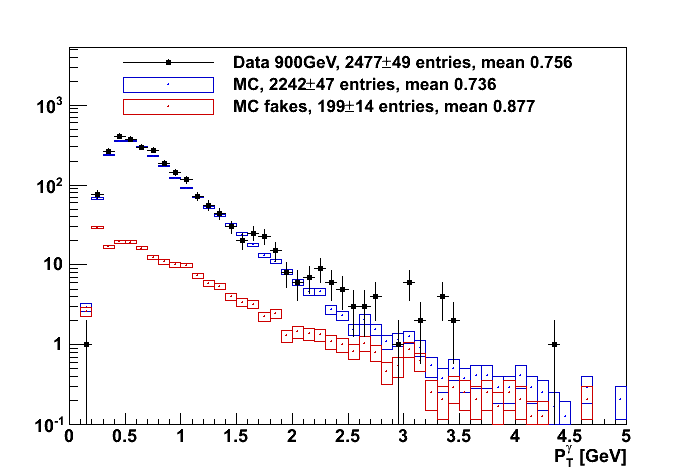 Data 900GeV, 2477±49 entries, mean 0.756
MC, 2242±47 entries, mean 0.736
MC fakes, 199±14 entries, mean 0.877
10³
10²
10
1
10⁻¹
0 0.5 1 1.5 2 2.5 3 3.5 4 4.5 5
P_T^γ [GeV]